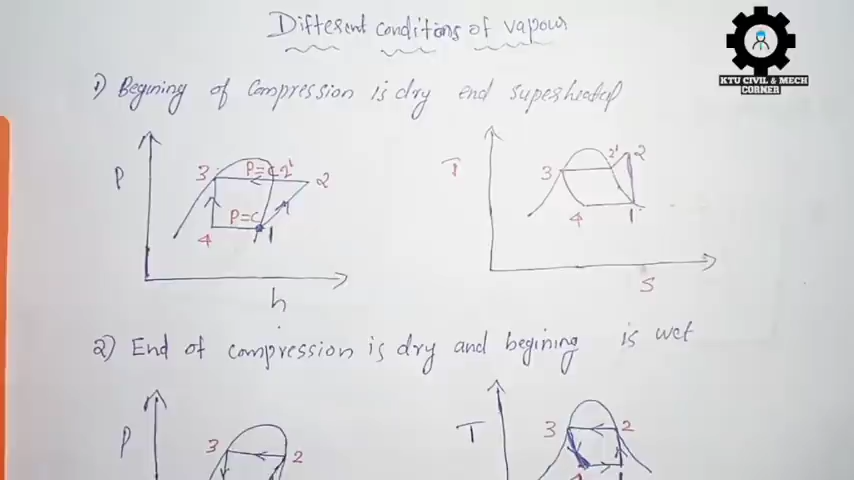 Different conditions of vapour
KTU CIVIL & MECH
CORNER
1) Begining of compression is dry end superheated
P
3
P=C
2'
2
P=C
4
1
h
T
3
2'
2
4
1
S
2) End of compression is dry and begining is wet
P
3
2
T
3
2